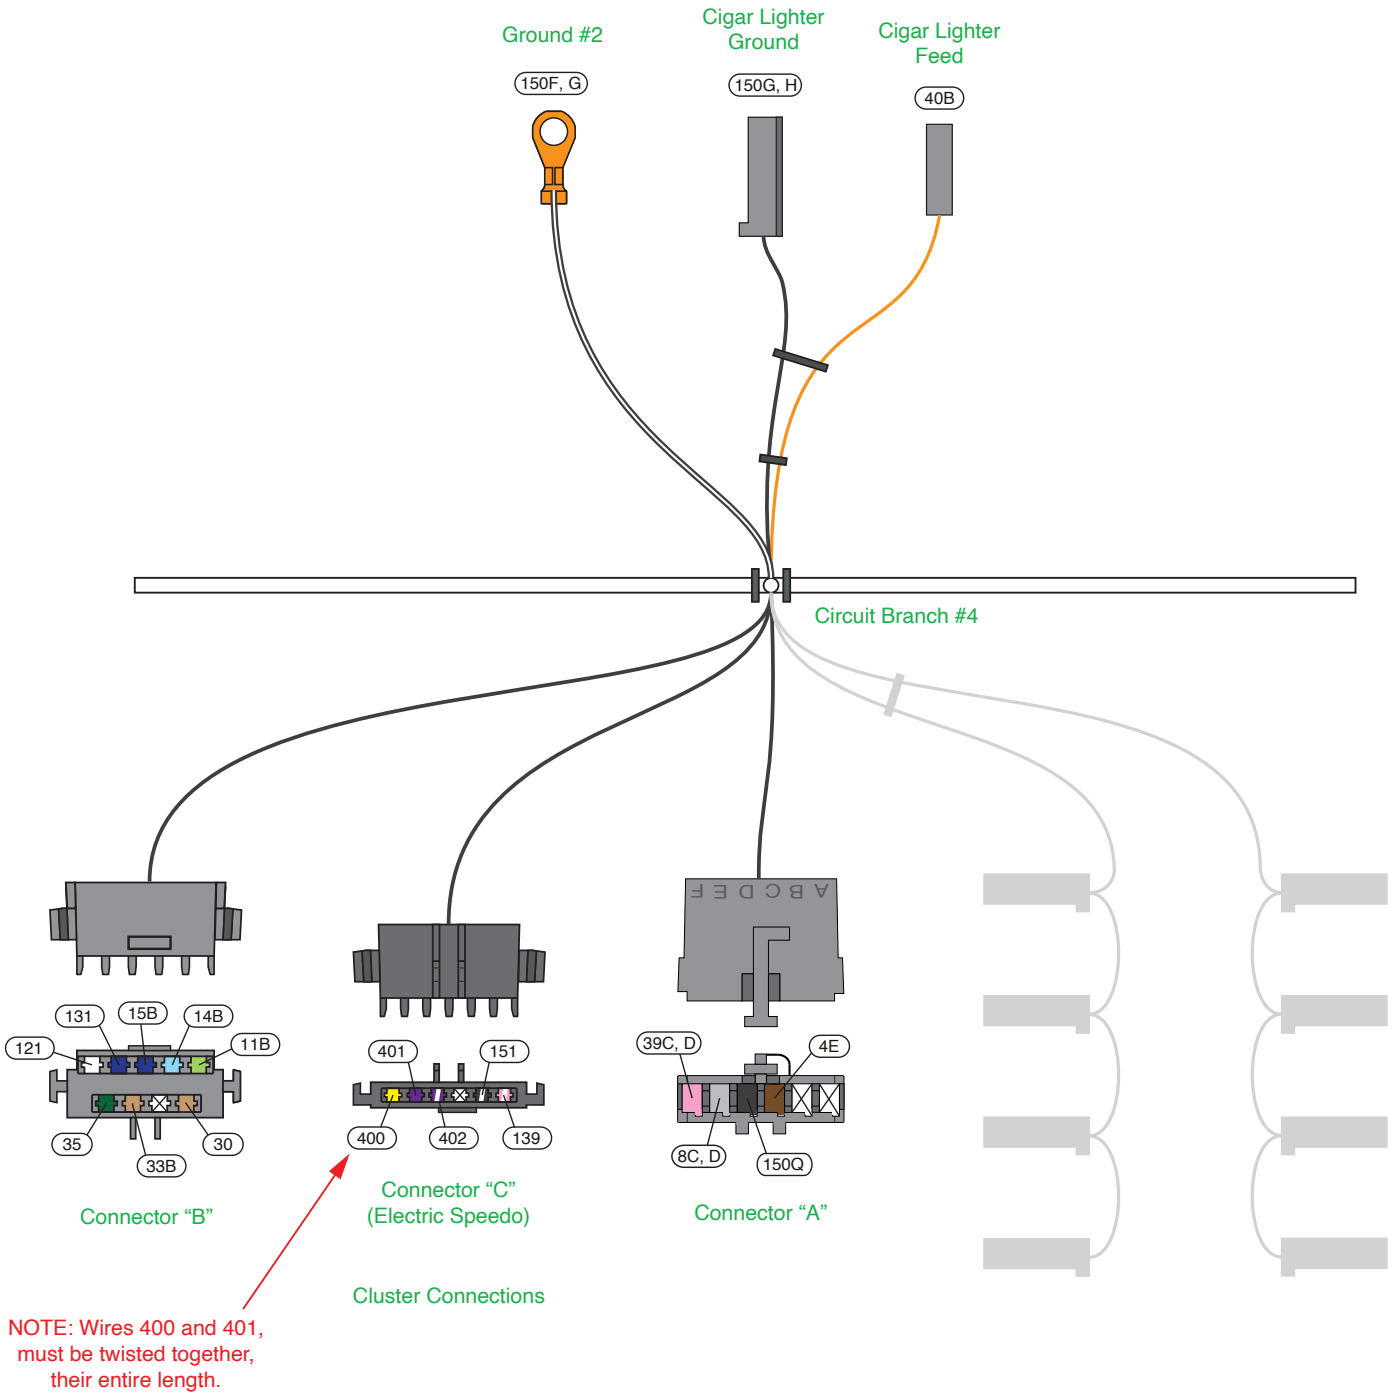 Ground #2
Cigar Lighter
Ground
Cigar Lighter
Feed
150F, G
150G, H
40B
Circuit Branch #4
A B C D E F
131
15B
14B
121
11B
35
33B
30
Connector “B”
401
151
400
402
139
Connector “C”
(Electric Speedo)
39C, D
4E
8C, D
150Q
Connector “A”
Cluster Connections
NOTE: Wires 400 and 401,
must be twisted together,
their entire length.